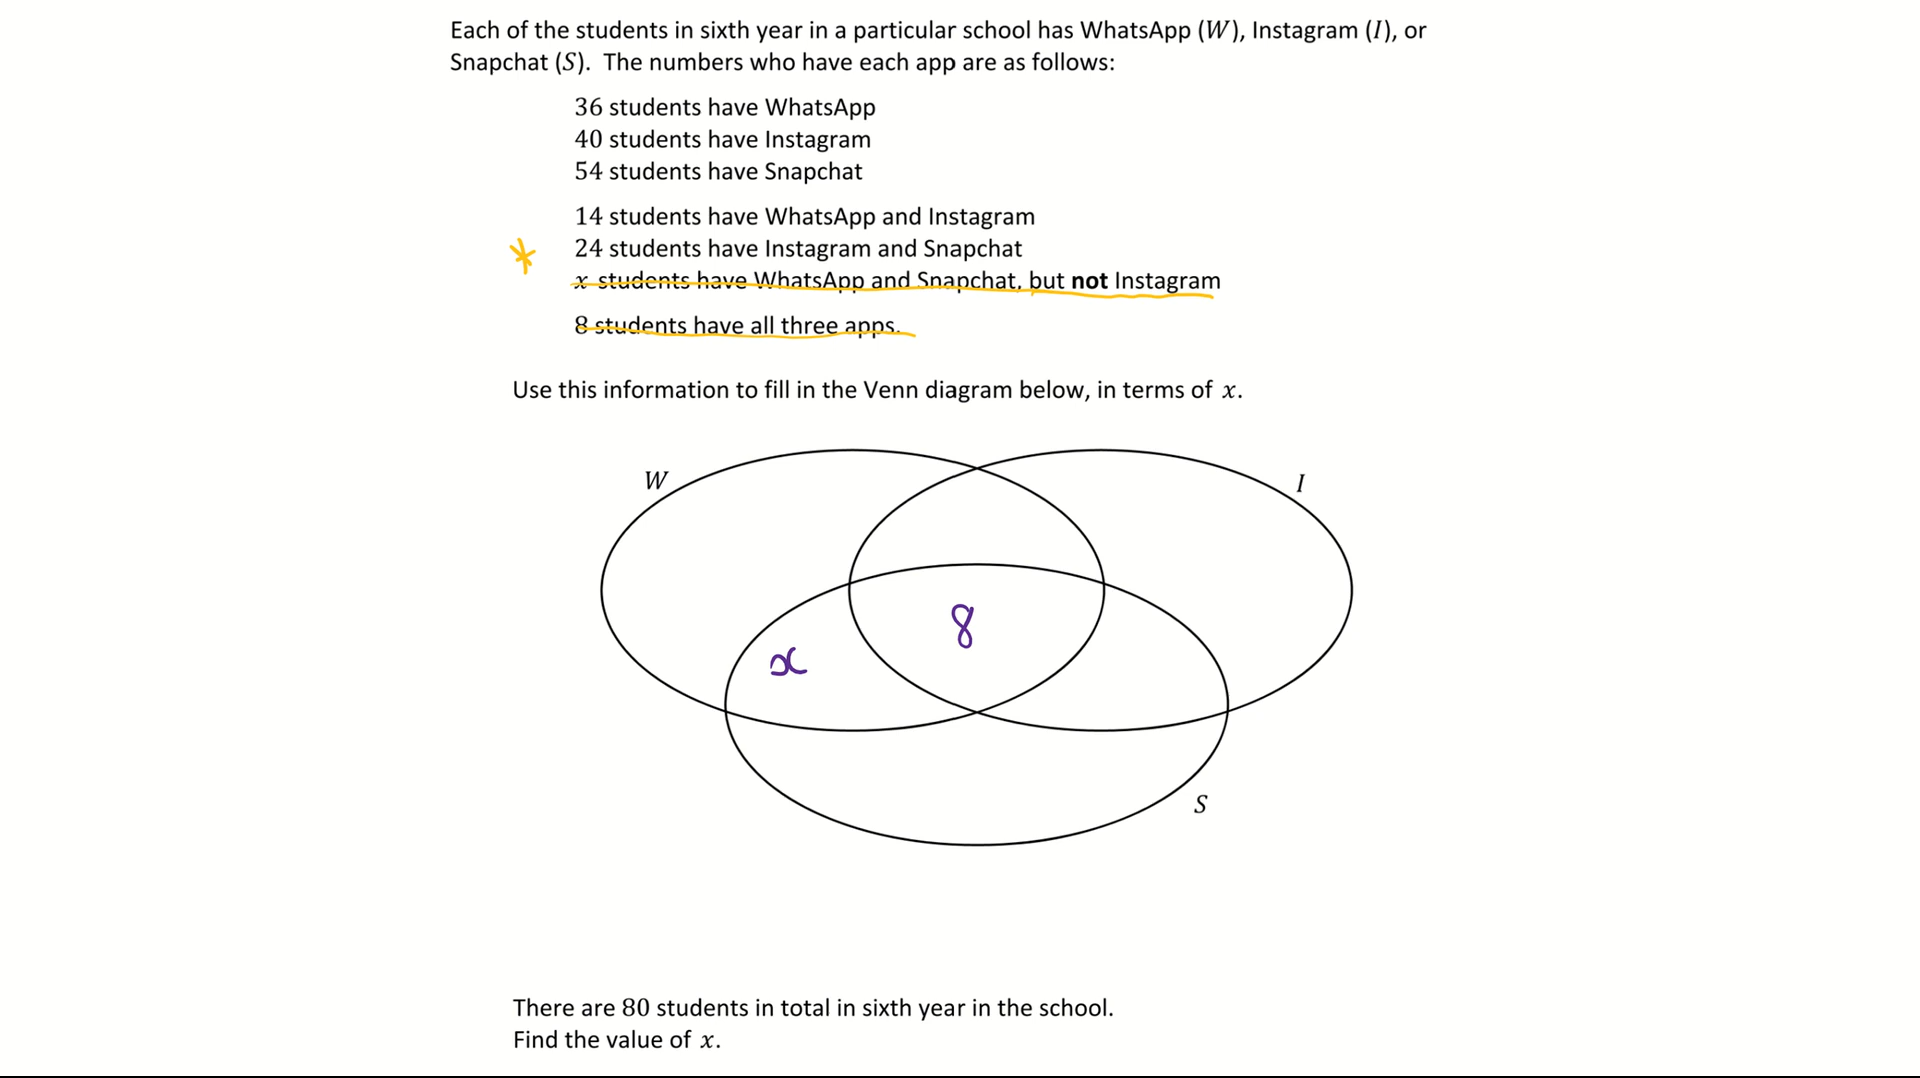 Each of the students in sixth year in a particular school has WhatsApp (W), Instagram (I), or
Snapchat (S).  The numbers who have each app are as follows:
36 students have WhatsApp
40 students have Instagram
54 students have Snapchat
14 students have WhatsApp and Instagram
24 students have Instagram and Snapchat
x students have WhatsApp and Snapchat, but not Instagram
8 students have all three apps.
Use this information to fill in the Venn diagram below, in terms of x.
W
I
8
x
S
There are 80 students in total in sixth year in the school.
Find the value of x.